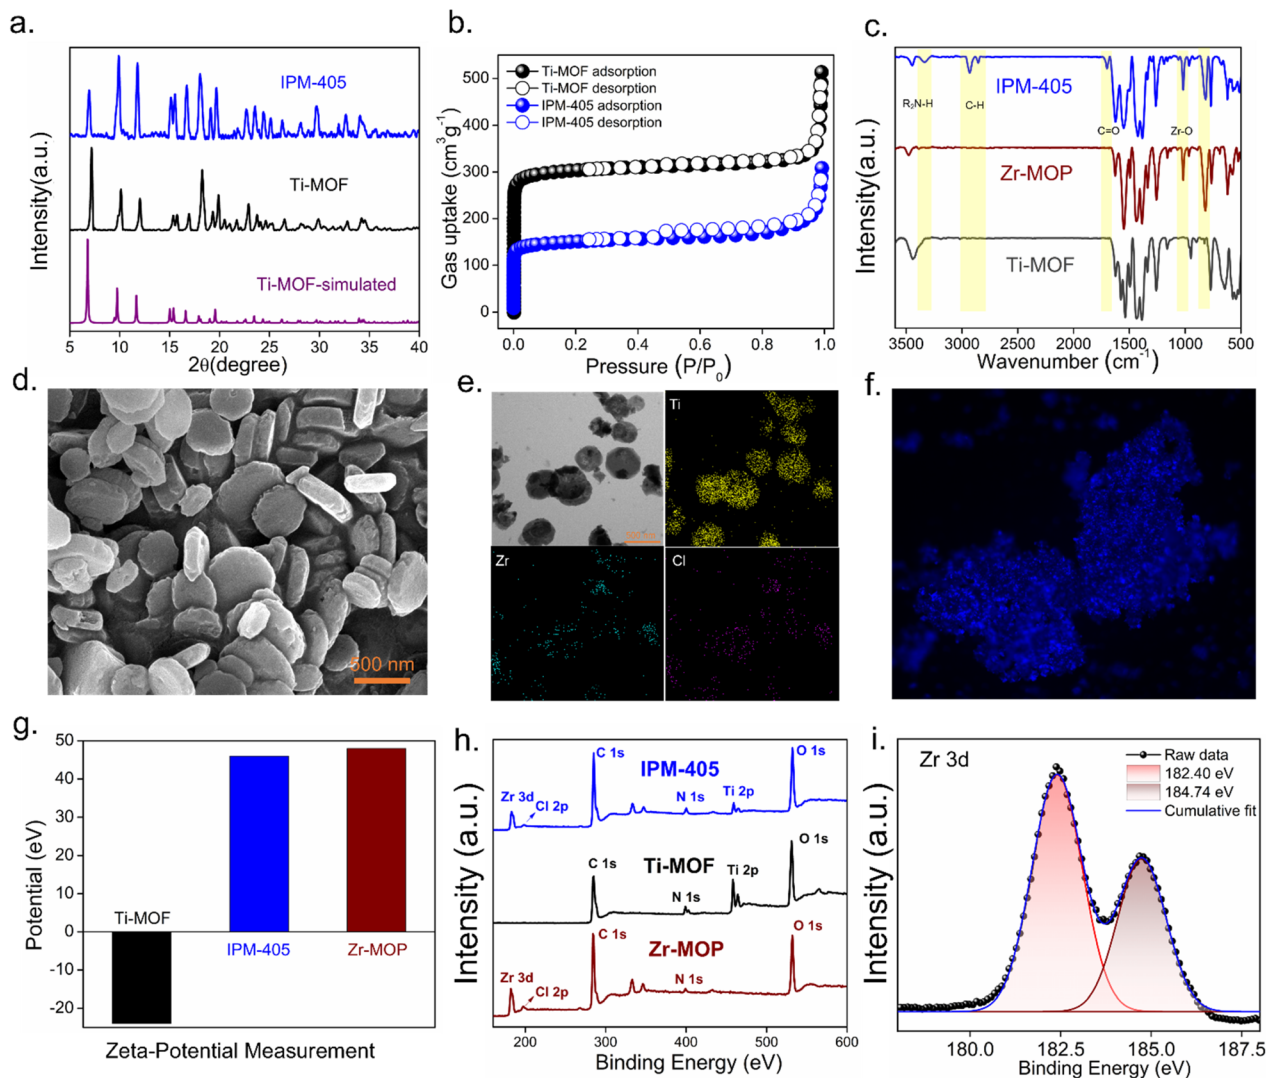 a.
IPM-405
Ti-MOF
Ti-MOF-simulated
Intensity(a.u.)
5 10 15 20 25 30 35 40
2θ(degree)
b.
Ti-MOF adsorption
Ti-MOF desorption
IPM-405 adsorption
IPM-405 desorption
500
400
300
200
100
0
Gas uptake (cm³g⁻¹)
0.0 0.2 0.4 0.6 0.8 1.0
Pressure (P/P₀)
c.
R₂N-H
C-H
IPM-405
C=O
Zr-O
Zr-MOP
Ti-MOF
Intensity(a.u.)
3500 3000 2500 2000 1500 1000 500
Wavenumber (cm⁻¹)
d.
500 nm
e.
Ti
Zr
Cl
f.
g.
50
40
30
20
10
0
-10
-20
Potential (eV)
Ti-MOF
IPM-405
Zr-MOP
Zeta-Potential Measurement
h.
C 1s
IPM-405
O 1s
Zr 3d
Cl 2p
N 1s
Ti 2p
C 1s
Ti-MOF
O 1s
Ti 2p
N 1s
C 1s
Zr-MOP
O 1s
Zr 3d
Cl 2p
N 1s
Intensity (a.u.)
200 300 400 500 600
Binding Energy (eV)
i.
Zr 3d
Raw data
182.40 eV
184.74 eV
Cumulative fit
Intensity (a.u.)
180.0 182.5 185.0 187.5
Binding Energy (eV)